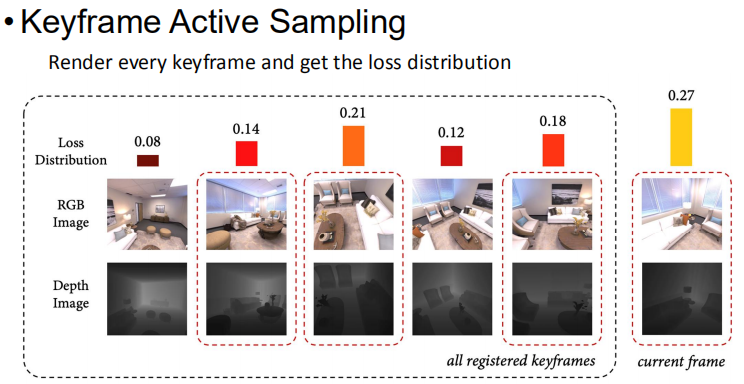 • Keyframe Active Sampling
Render every keyframe and get the loss distribution
0.08 0.14 0.21 0.12 0.18 0.27
Loss
Distribution
RGB
Image
Depth
Image
all registered keyframes
current frame